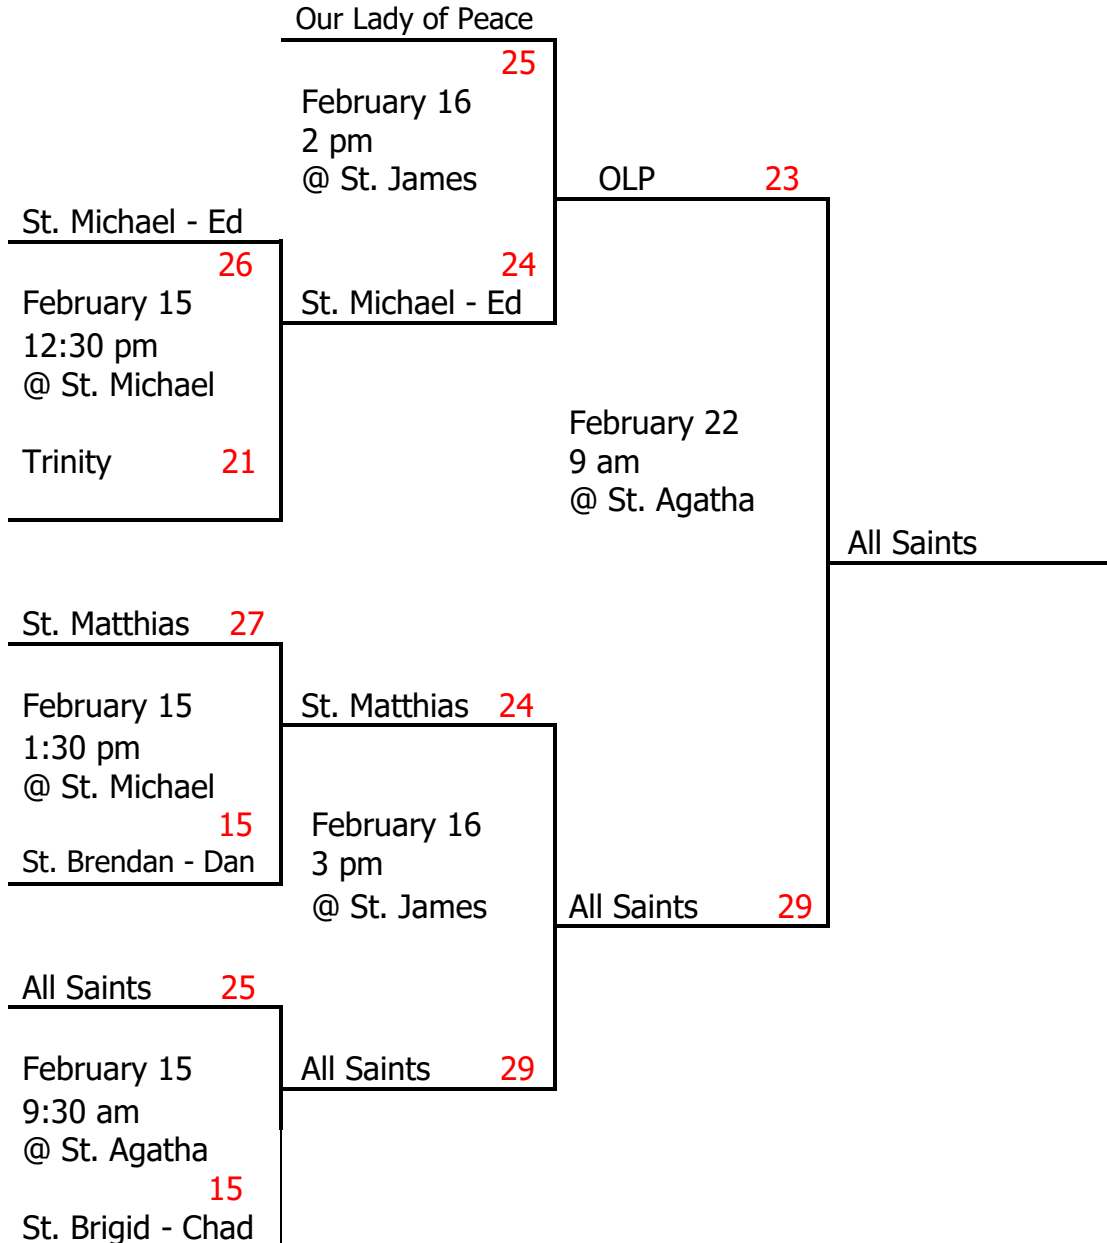 Our Lady of Peace
25
February 16
2 pm
@ St. James
OLP 23
St. Michael - Ed
26
24
February 15
St. Michael - Ed
12:30 pm
@ St. Michael
February 22
Trinity 21
9 am
@ St. Agatha
All Saints
St. Matthias 27
February 15
St. Matthias 24
1:30 pm
@ St. Michael
15
February 16
St. Brendan - Dan
3 pm
@ St. James
All Saints 29
All Saints 25
February 15
All Saints 29
9:30 am
@ St. Agatha
15
St. Brigid - Chad